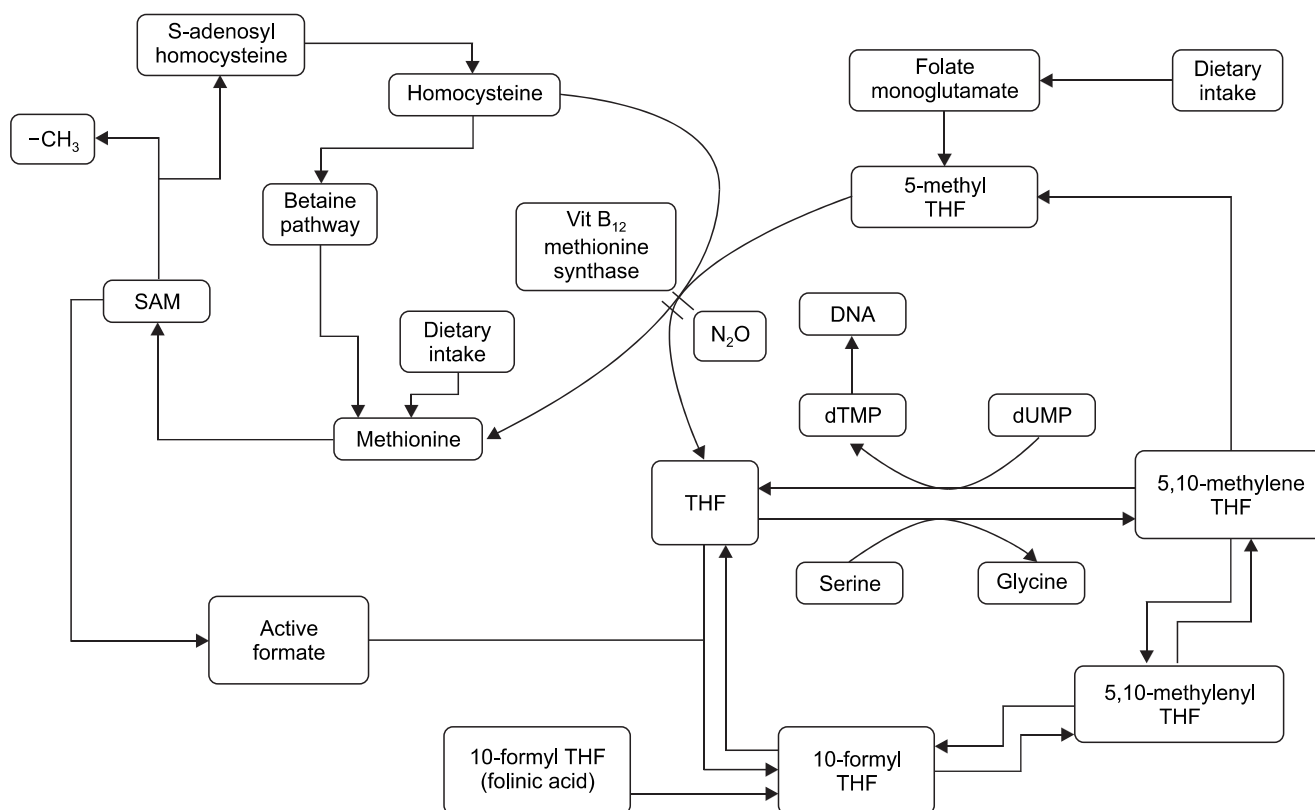 S-adenosyl
homocysteine
Homocysteine
Folate
monoglutamate
Dietary
intake
−CH₃
5-methyl
THF
Betaine
pathway
Vit B₁₂
methionine
synthase
SAM
Dietary
intake
N₂O
DNA
Methionine
dTMP
dUMP
THF
5,10-methylene
THF
Serine
Glycine
Active
formate
5,10-methylenyl
THF
10-formyl THF
(folinic acid)
10-formyl
THF